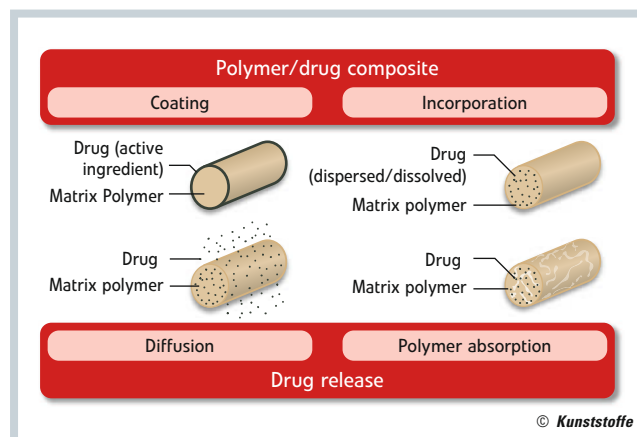 Polymer/drug composite
Coating
Incorporation
Drug (active
ingredient)
Matrix Polymer
Drug
(dispersed/dissolved)
Matrix polymer
Drug
Matrix polymer
Drug
Matrix polymer
Diffusion
Polymer absorption
Drug release
© Kunststoffe